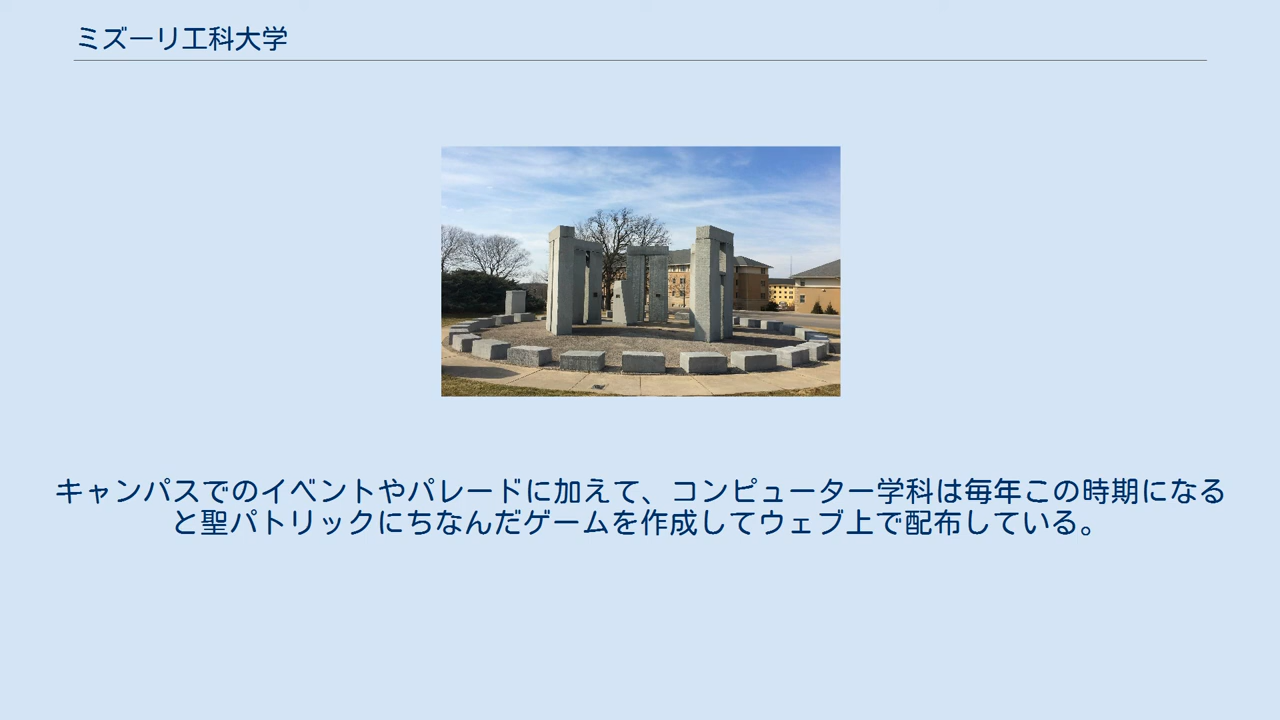 ミズーリ工科大学
キャンパスでのイベントやパレードに加えて、コンピューター学科は毎年この時期になる
と聖パトリックにちなんだゲームを作成してウェブ上で配布している。